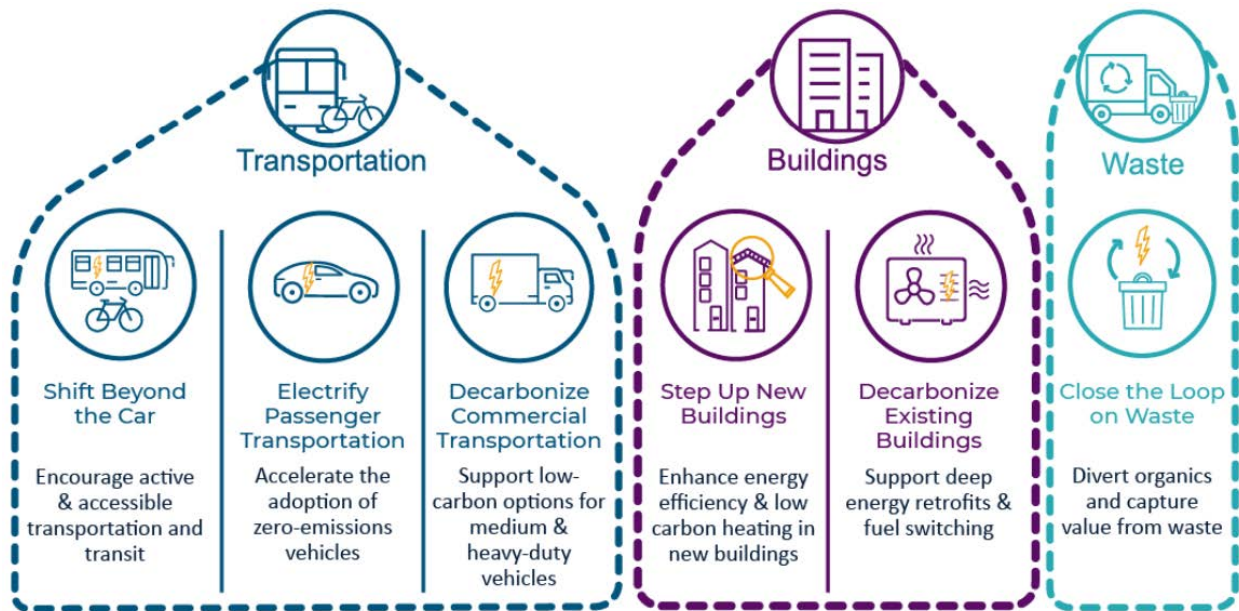 Transportation
Buildings
Waste
Shift Beyond
the Car
Encourage active
& accessible
transportation and
transit
Electrify
Passenger
Transportation
Accelerate the
adoption of
zero-emissions
vehicles
Decarbonize
Commercial
Transportation
Support low-
carbon options for
medium &
heavy-duty
vehicles
Step Up New
Buildings
Enhance energy
efficiency & low
carbon heating in
new buildings
Decarbonize
Existing
Buildings
Support deep
energy retrofits &
fuel switching
Close the Loop
on Waste
Divert organics
and capture
value from waste